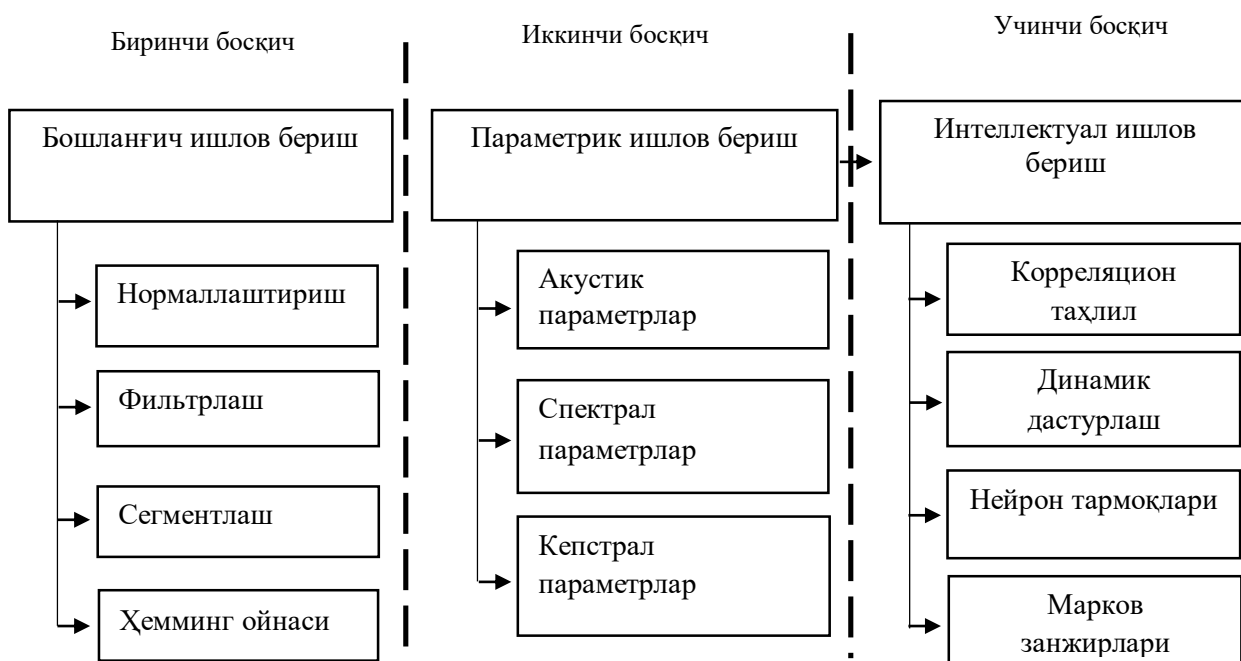 Биринчи босқич
Иккинчи босқич
Учинчи босқич
Бошланғич ишлов бериш
Параметрик ишлов бериш
Интеллектуал ишлов
бериш
Нормаллаштириш
Фильтрлаш
Сегментлаш
Ҳемминг ойнаси
Акустик
параметрлар
Спектрал
параметрлар
Кепстрал
параметрлар
Корреляцион
таҳлил
Динамик
дастурлаш
Нейрон тармоқлари
Марков
занжирлари